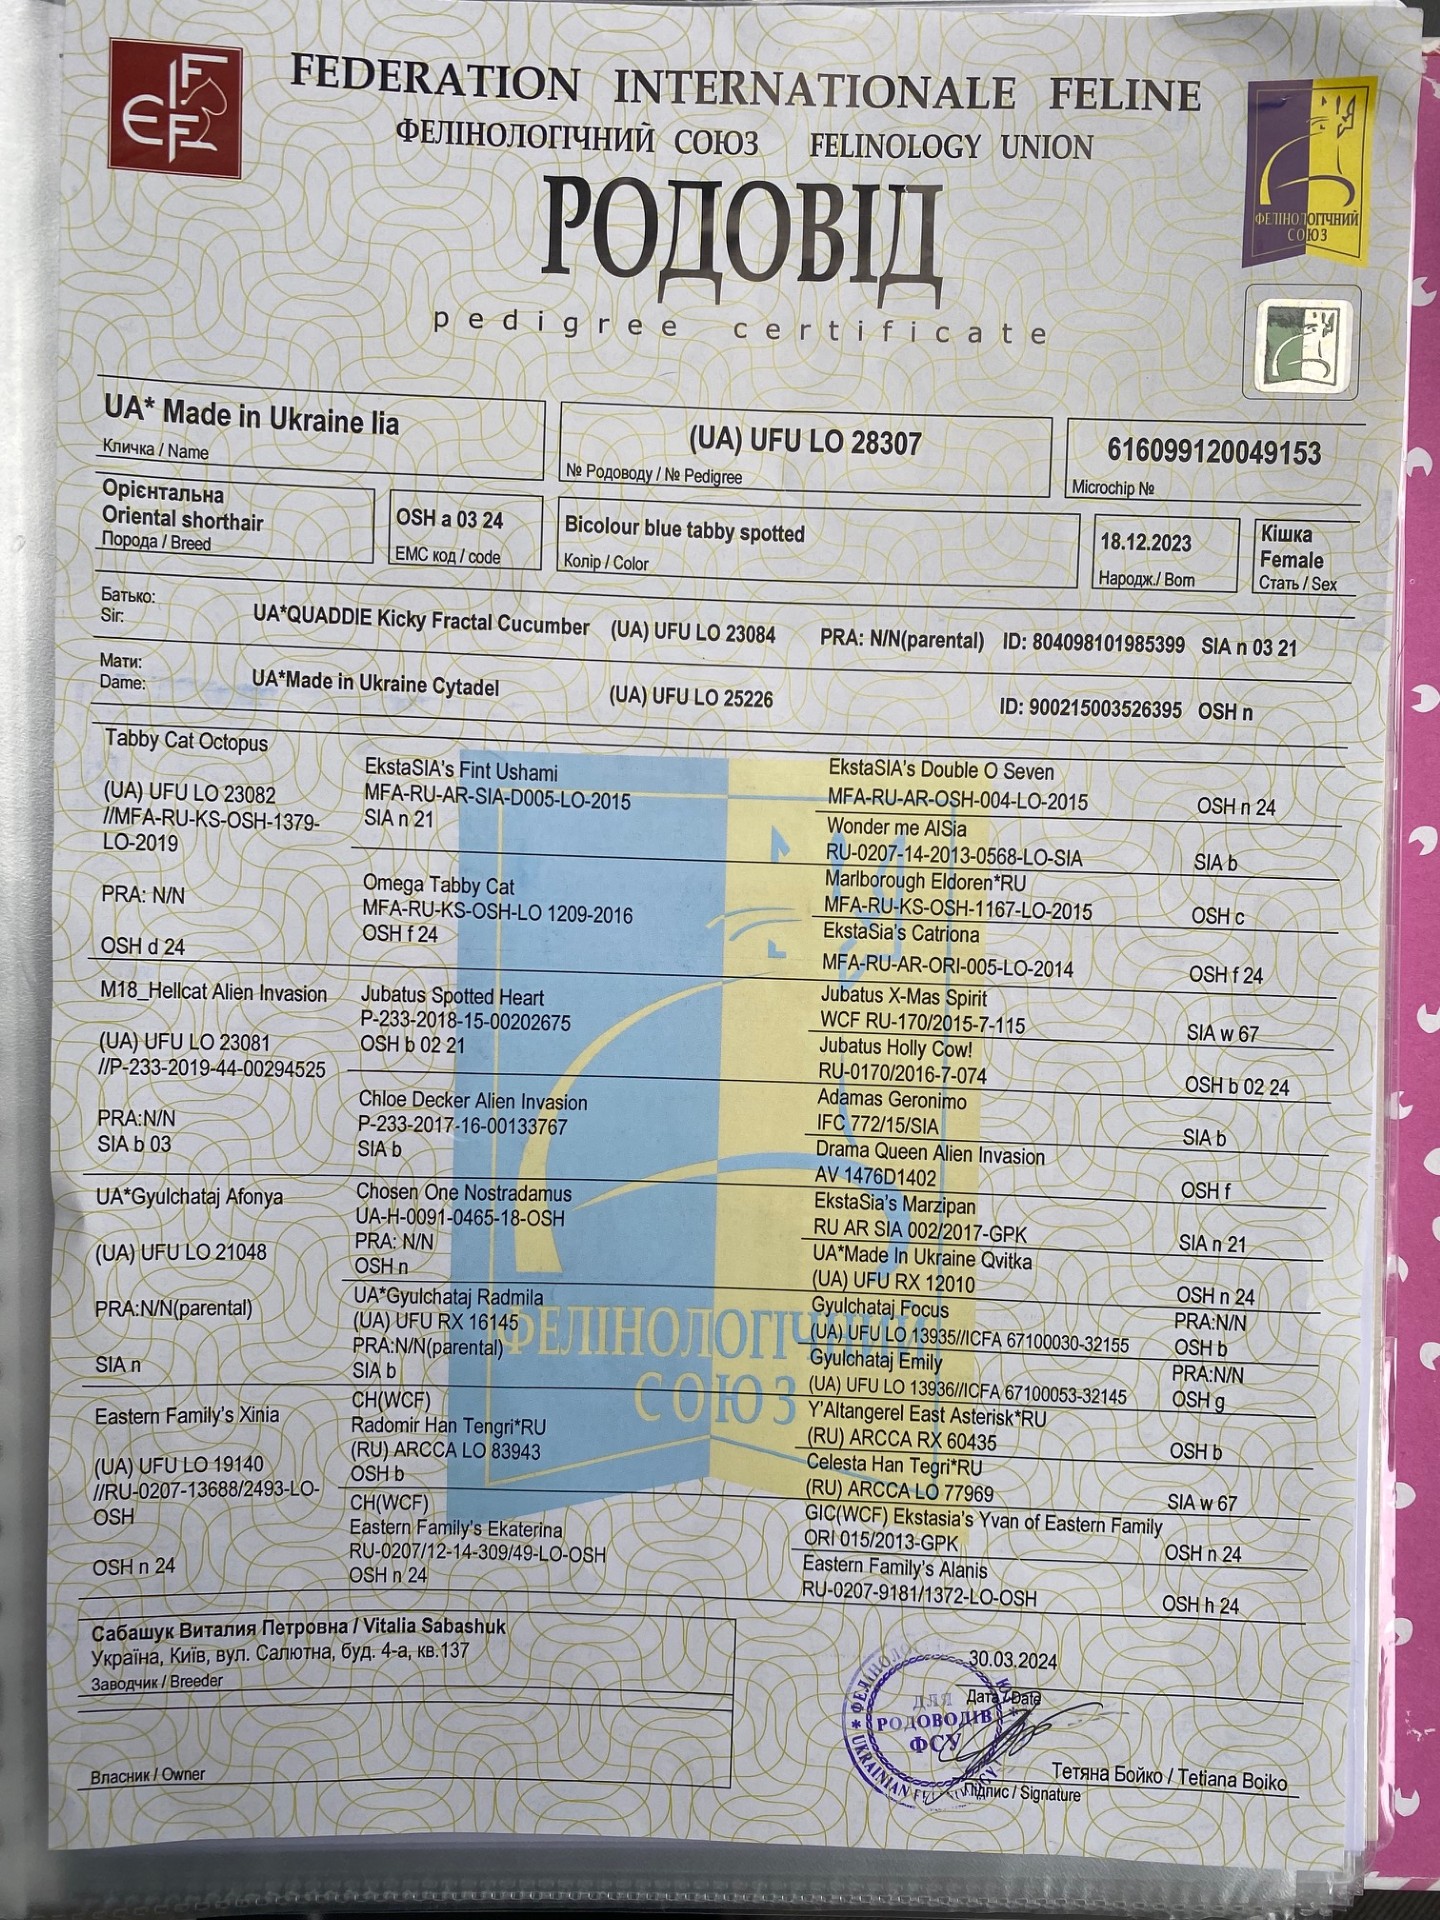 FIFe
FEDERATION INTERNATIONALE FELINE
ФЕЛІНОЛОГІЧНИЙ СОЮЗ FELINOLOGY UNION
ФЕЛІНОЛОГІЧНИЙ
СОЮЗ
РОДОВІД
pedigree certificate
UA* Made in Ukraine Iia
Кличка / Name
(UA) UFU LO 28307
№ Родоводу / № Pedigree
616099120049153
Microchip №
Орієнтальна
Oriental shorthair
Порода / Breed
OSH a 03 24
ЕМС код / code
Bicolour blue tabby spotted
Колір / Color
18.12.2023
Народж./ Born
Кішка
Female
Стать / Sex
Батько:
Sir:
UA*QUADDIE Kicky Fractal Cucumber (UA) UFU LO 23084 PRA: N/N(parental) ID: 804098101985399 SIA n 03 21
Мати:
Dame:
UA*Made in Ukraine Cytadel (UA) UFU LO 25226 ID: 900215003526395 OSH n
Tabby Cat Octopus
(UA) UFU LO 23082
//MFA-RU-KS-OSH-1379-
LO-2019
PRA: N/N
OSH d 24
EkstaSIA's Fint Ushami
MFA-RU-AR-SIA-D005-LO-2015
SIA n 21
Omega Tabby Cat
MFA-RU-KS-OSH-LO 1209-2016
OSH f 24
EkstaSIA's Double O Seven
MFA-RU-AR-OSH-004-LO-2015 OSH n 24
Wonder me AlSia
RU-0207-14-2013-0568-LO-SIA SIA b
Marlborough Eldoren*RU
MFA-RU-KS-OSH-1167-LO-2015 OSH c
EkstaSia's Catriona
MFA-RU-AR-ORI-005-LO-2014 OSH f 24
M18_Hellcat Alien Invasion
(UA) UFU LO 23081
//P-233-2019-44-00294525
PRA:N/N
SIA b 03
Jubatus Spotted Heart
P-233-2018-15-00202675
OSH b 02 21
Chloe Decker Alien Invasion
P-233-2017-16-00133767
SIA b
Jubatus X-Mas Spirit
WCF RU-170/2015-7-115 SIA w 67
Jubatus Holly Cow!
RU-0170/2016-7-074 OSH b 02 24
Adamas Geronimo
IFC 772/15/SIA SIA b
Drama Queen Alien Invasion
AV 1476D1402 OSH f
UA*Gyulchataj Afonya
(UA) UFU LO 21048
PRA:N/N(parental)
SIA n
Chosen One Nostradamus
UA-H-0091-0465-18-OSH
PRA: N/N
OSH n
UA*Gyulchataj Radmila
(UA) UFU RX 16145
PRA:N/N(parental)
SIA b
EkstaSia's Marzipan
RU AR SIA 002/2017-GPK SIA n 21
UA*Made In Ukraine Qvitka
(UA) UFU RX 12010 OSH n 24
Gyulchataj Focus PRA:N/N
(UA) UFU LO 13935//ICFA 67100030-32155 OSH b
Gyulchataj Emily PRA:N/N
(UA) UFU LO 13936//ICFA 67100053-32145 OSH g
Eastern Family's Xinia
(UA) UFU LO 19140
//RU-0207-13688/2493-LO-
OSH
OSH n 24
CH(WCF)
Radomir Han Tengri*RU
(RU) ARCCA LO 83943
OSH b
CH(WCF)
Eastern Family's Ekaterina
RU-0207/12-14-309/49-LO-OSH
OSH n 24
Y'Altangerel East Asterisk*RU
(RU) ARCCA RX 60435 OSH b
Celesta Han Tegri*RU
(RU) ARCCA LO 77969 SIA w 67
GIC(WCF) Ekstasia's Yvan of Eastern Family
ORI 015/2013-GPK OSH n 24
Eastern Family's Alanis
RU-0207-9181/1372-LO-OSH OSH h 24
ФЕЛІНОЛОГІЧНИЙ
СОЮЗ
Сабашук Виталия Петровна / Vitalia Sabashuk
Україна, Київ, вул. Салютна, буд. 4-а, кв.137
Заводчик / Breeder
Власник / Owner
30.03.2024
Дата / Date
ДЛЯ
РОДОВОДІВ
ФСУ
Тетяна Бойко / Tetiana Boiko
Підпис / Signature